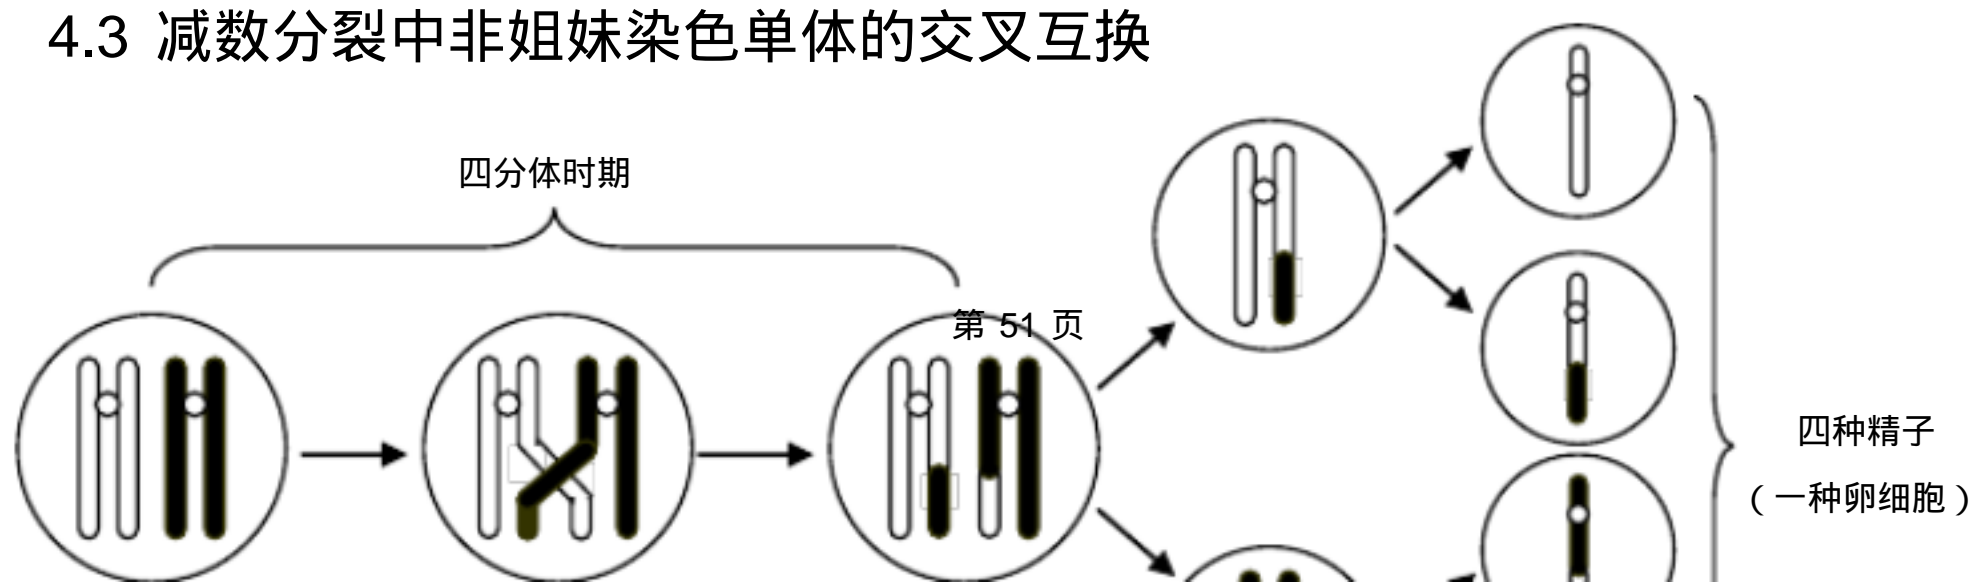 4.3 减数分裂中非姐妹染色单体的交叉互换
四分体时期
第 51 页
四种精子
（一种卵细胞）